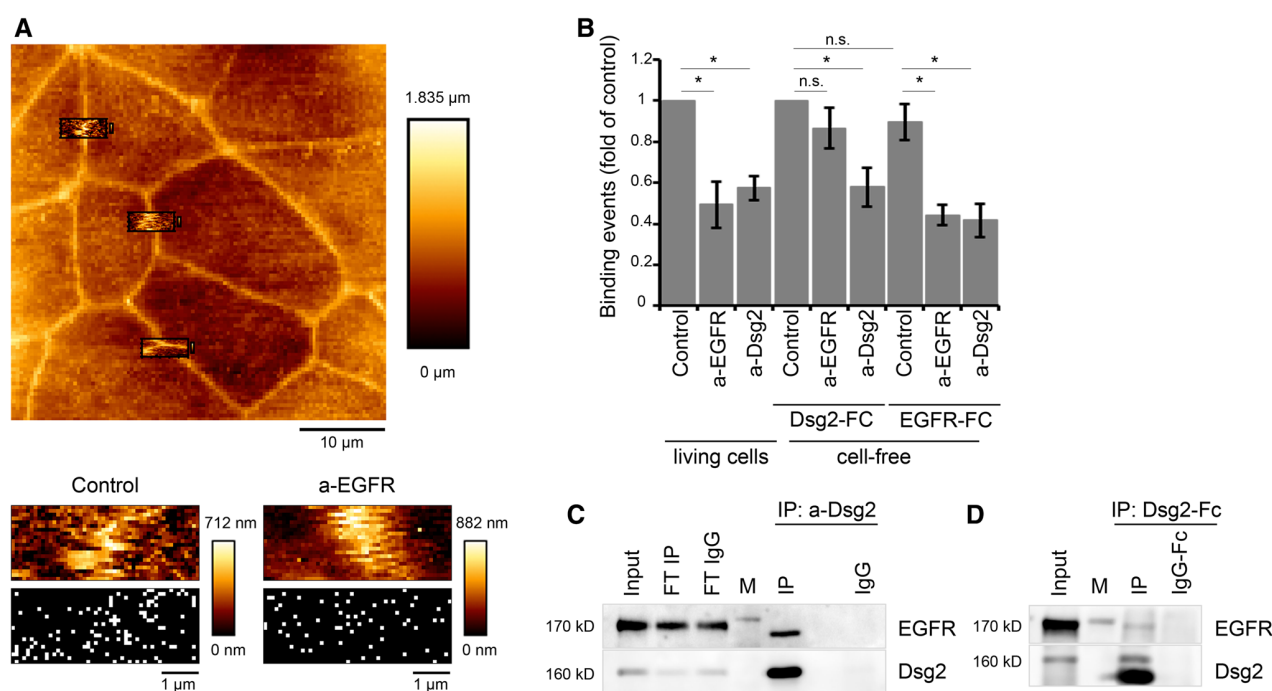 A
1.835 µm
0 µm
10 µm
Control
a-EGFR
712 nm
0 nm
882 nm
0 nm
1 µm
1 µm
B
Binding events (fold of control)
1.2
1
0.8
0.6
0.4
0.2
0
n.s.
*
*
*
n.s.
*
*
Control
a-EGFR
a-Dsg2
Control
a-EGFR
a-Dsg2
Control
a-EGFR
a-Dsg2
Dsg2-FC
EGFR-FC
living cells
cell-free
C
IP: a-Dsg2
Input
FT IP
FT IgG
M
IP
IgG
170 kD
EGFR
160 kD
Dsg2
D
IP: Dsg2-Fc
Input
M
IP
IgG-Fc
170 kD
EGFR
160 kD
Dsg2